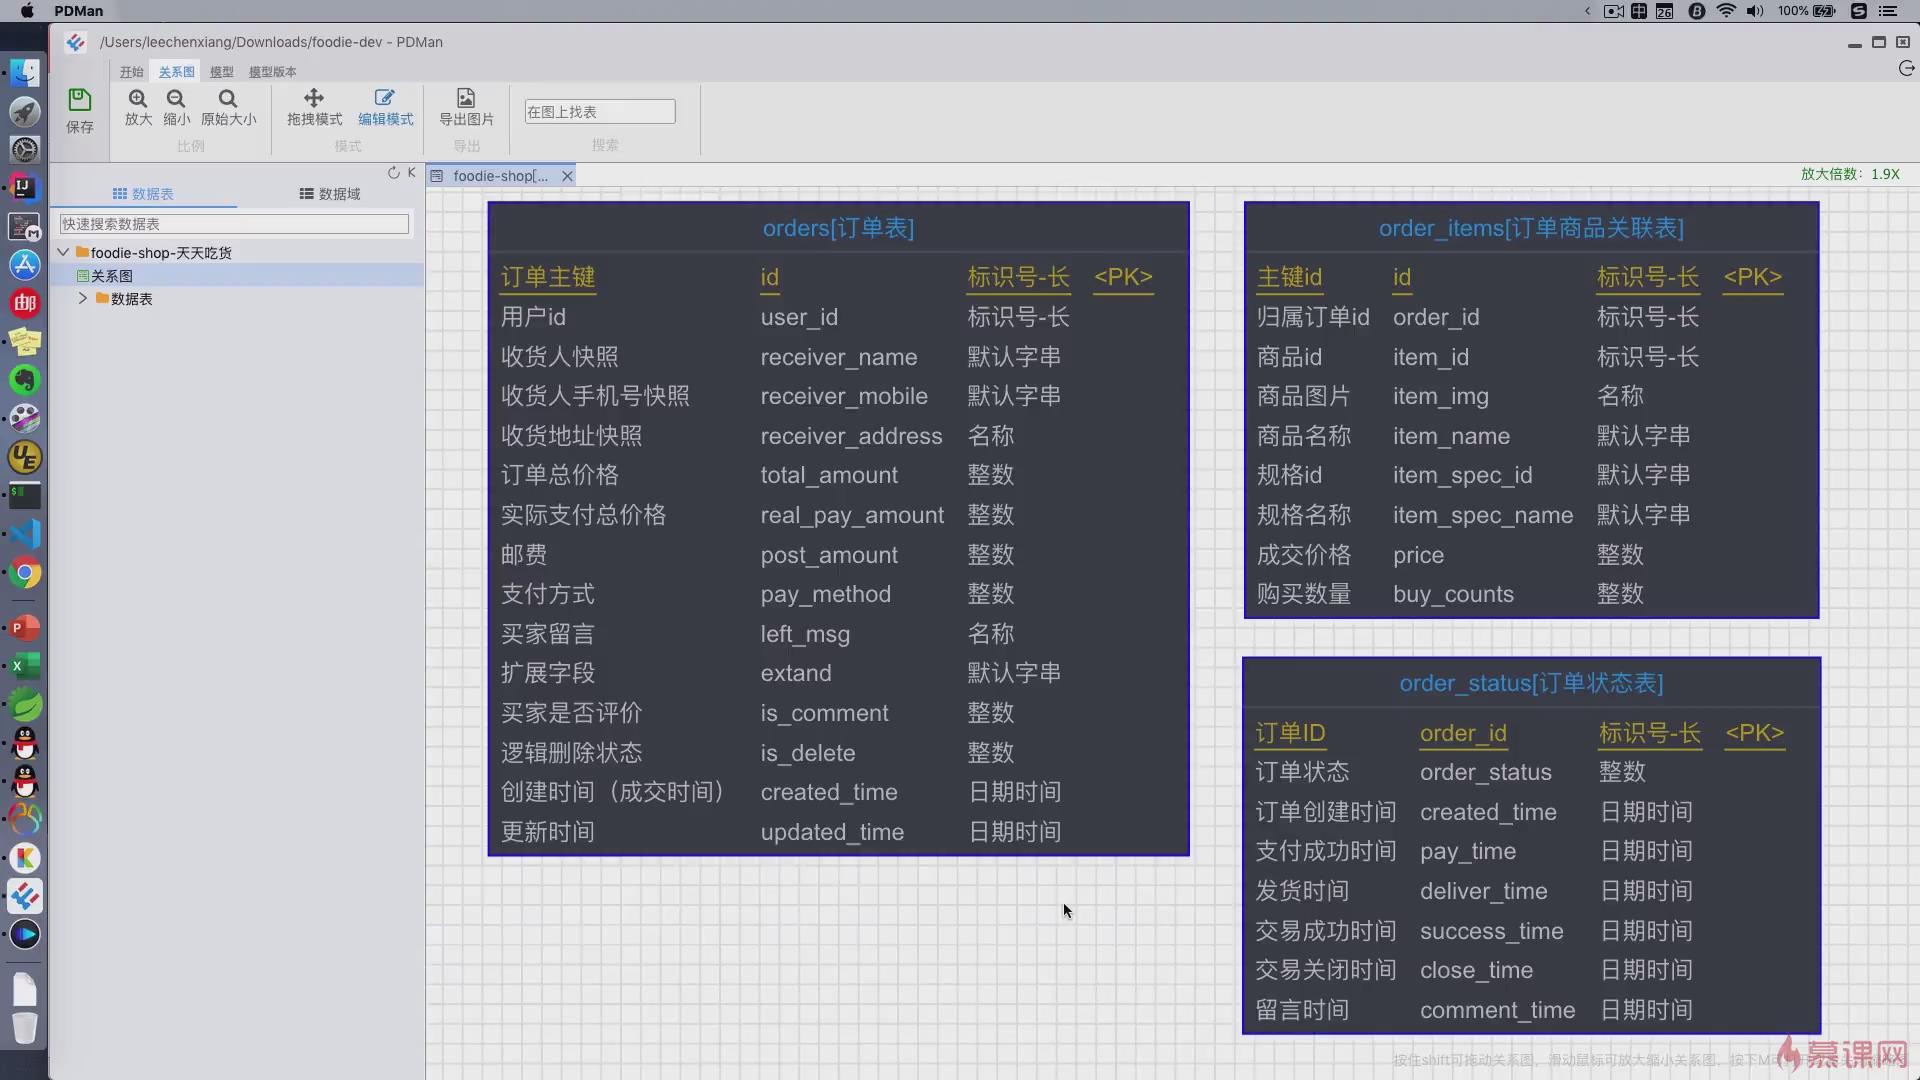 PDMan
26
100%
/Users/leechenxiang/Downloads/foodie-dev - PDMan
开始 关系图 模型 模型版本
保存
放大 缩小 原始大小
比例
拖拽模式 编辑模式
模式
导出图片
导出
在图上找表
搜索
foodie-shop[...
放大倍数：1.9X
数据表 数据域
快速搜索数据表
foodie-shop-天天吃货
关系图
数据表
orders[订单表]
订单主键 id 标识号-长 <PK>
用户id user_id 标识号-长
收货人快照 receiver_name 默认字串
收货人手机号快照 receiver_mobile 默认字串
收货地址快照 receiver_address 名称
订单总价格 total_amount 整数
实际支付总价格 real_pay_amount 整数
邮费 post_amount 整数
支付方式 pay_method 整数
买家留言 left_msg 名称
扩展字段 extand 默认字串
买家是否评价 is_comment 整数
逻辑删除状态 is_delete 整数
创建时间（成交时间） created_time 日期时间
更新时间 updated_time 日期时间
order_items[订单商品关联表]
主键id id 标识号-长 <PK>
归属订单id order_id 标识号-长
商品id item_id 标识号-长
商品图片 item_img 名称
商品名称 item_name 默认字串
规格id item_spec_id 默认字串
规格名称 item_spec_name 默认字串
成交价格 price 整数
购买数量 buy_counts 整数
order_status[订单状态表]
订单ID order_id 标识号-长 <PK>
订单状态 order_status 整数
订单创建时间 created_time 日期时间
支付成功时间 pay_time 日期时间
发货时间 deliver_time 日期时间
交易成功时间 success_time 日期时间
交易关闭时间 close_time 日期时间
留言时间 comment_time 日期时间
按住shift可拖动关系图，滑动鼠标可放大缩小关系图，按下M可
慕课网